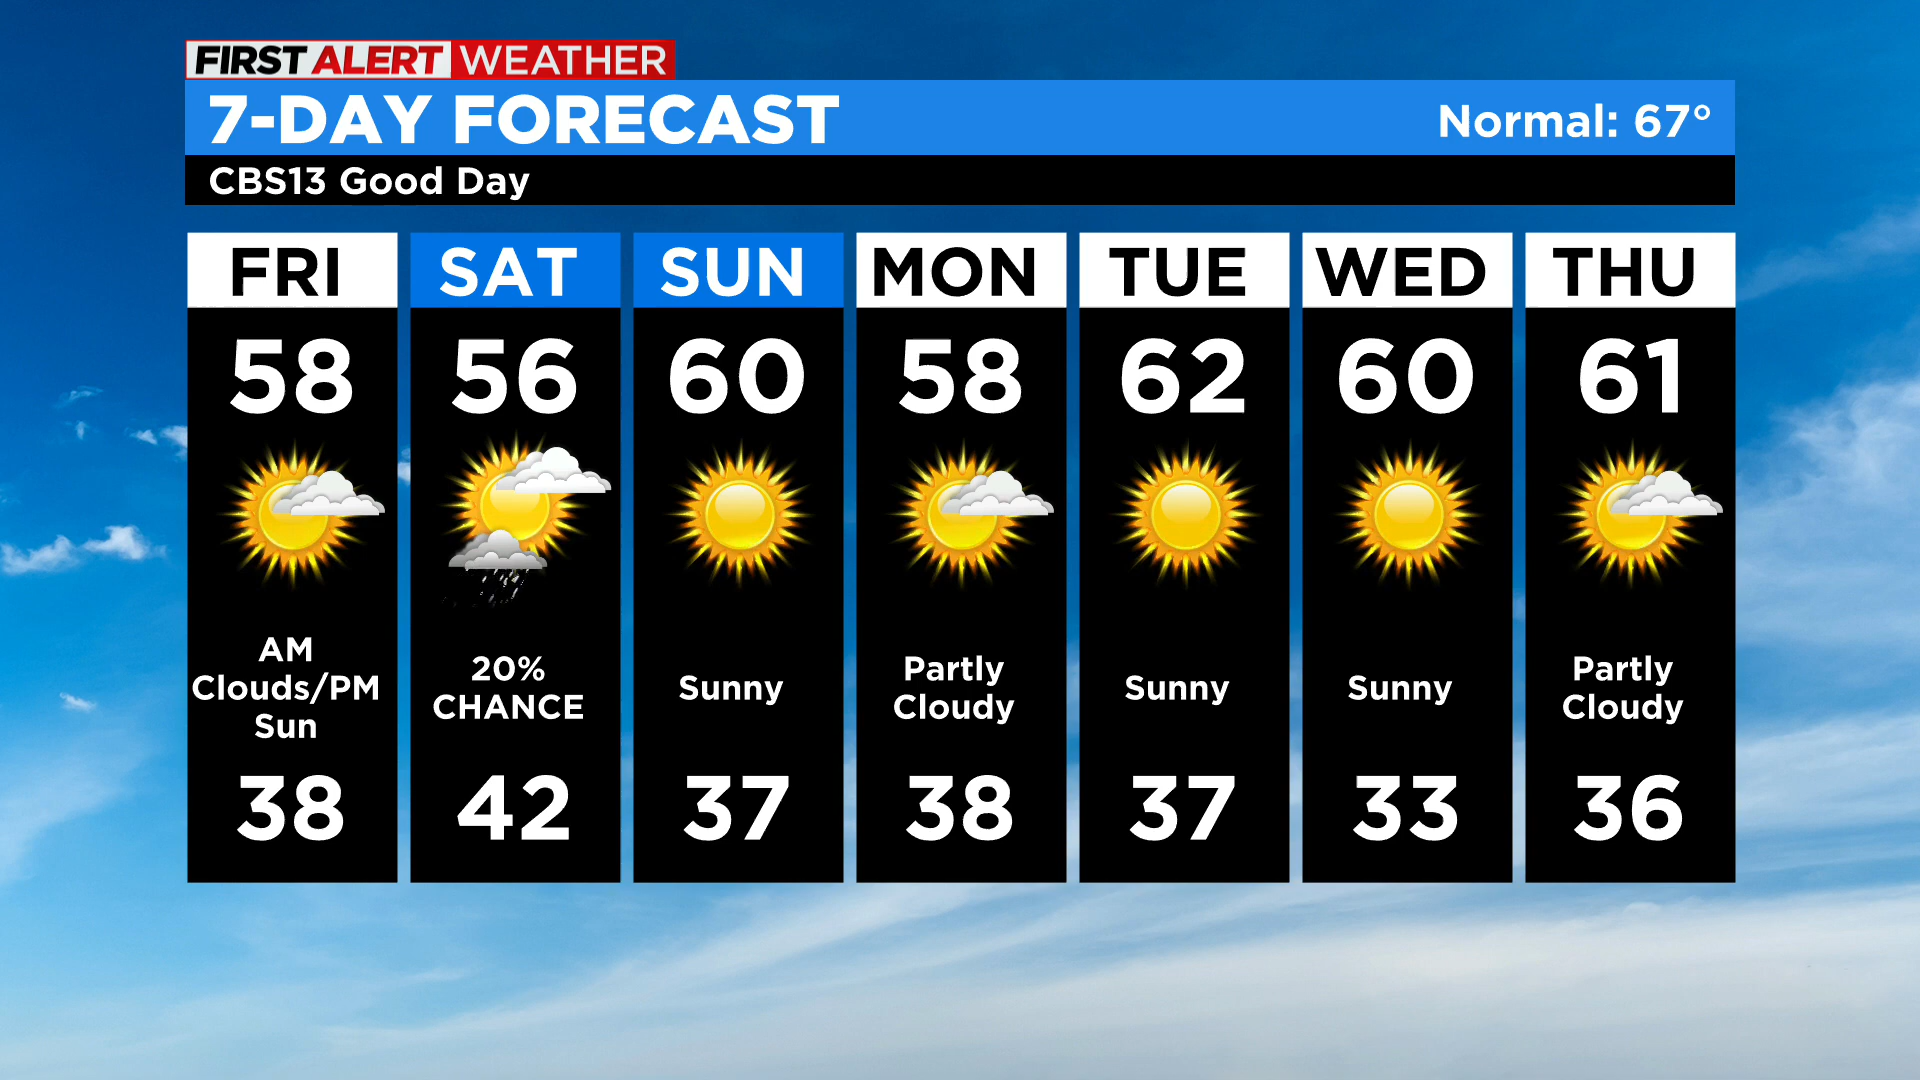 FIRST ALERT WEATHER
7-DAY FORECAST
Normal: 67°
CBS13 Good Day
FRI SAT SUN MON TUE WED THU
58 56 60 58 62 60 61
AM
Clouds/PM
Sun
20%
CHANCE
Sunny
Partly
Cloudy
Sunny
Sunny
Partly
Cloudy
38 42 37 38 37 33 36